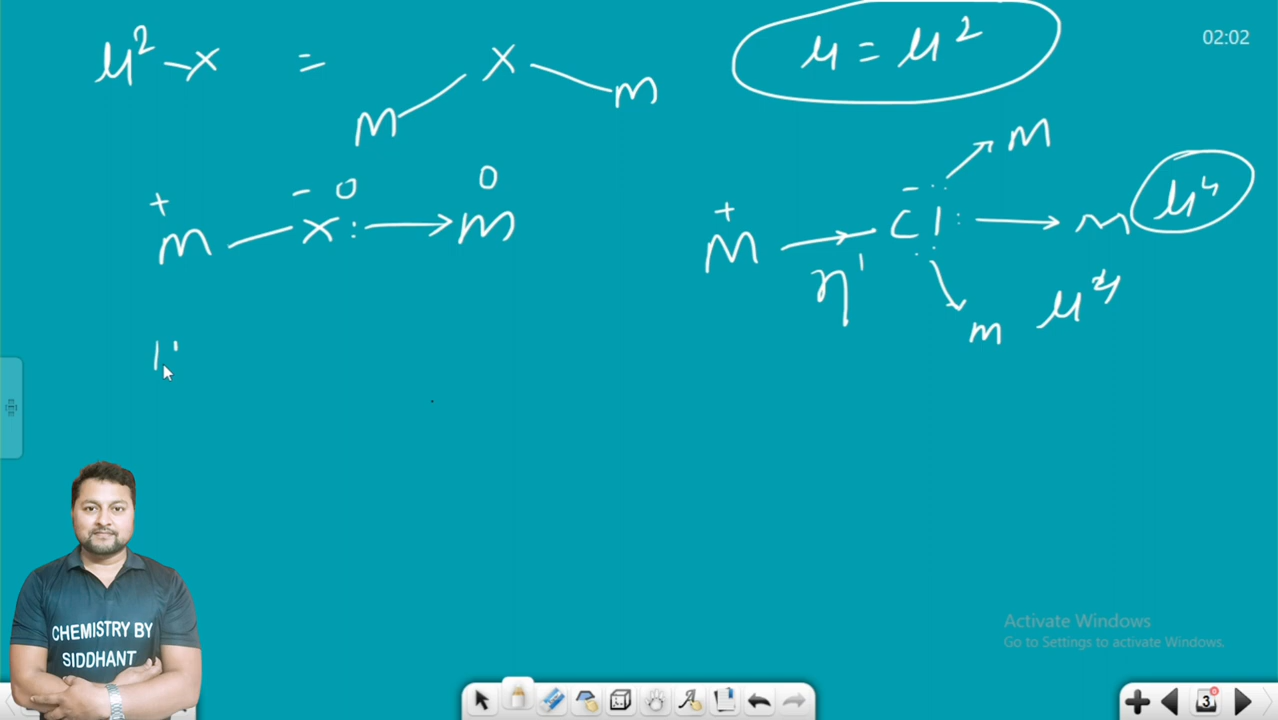 02:02
μ² – X = M X M
μ = μ²
+ – 0 0
M – X : → M
+ – M
M → Cl : → M μ⁴
η¹
M μ⁴
CHEMISTRY BY
SIDDHANT
Activate Windows
Go to Settings to activate Windows.
3